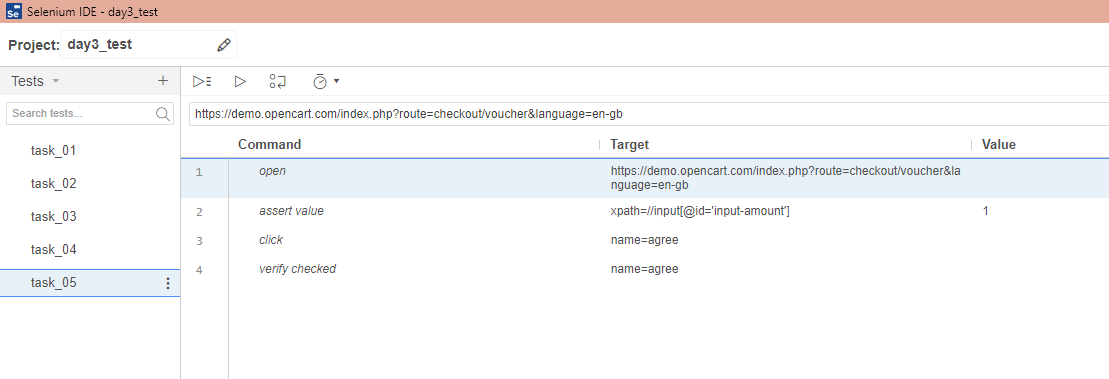 Se Selenium IDE - day3_test
Project: day3_test
Tests
Search tests...
task_01
task_02
task_03
task_04
task_05
https://demo.opencart.com/index.php?route=checkout/voucher&language=en-gb
Command Target Value
1 open https://demo.opencart.com/index.php?route=checkout/voucher&la
nguage=en-gb
2 assert value xpath=//input[@id='input-amount'] 1
3 click name=agree
4 verify checked name=agree